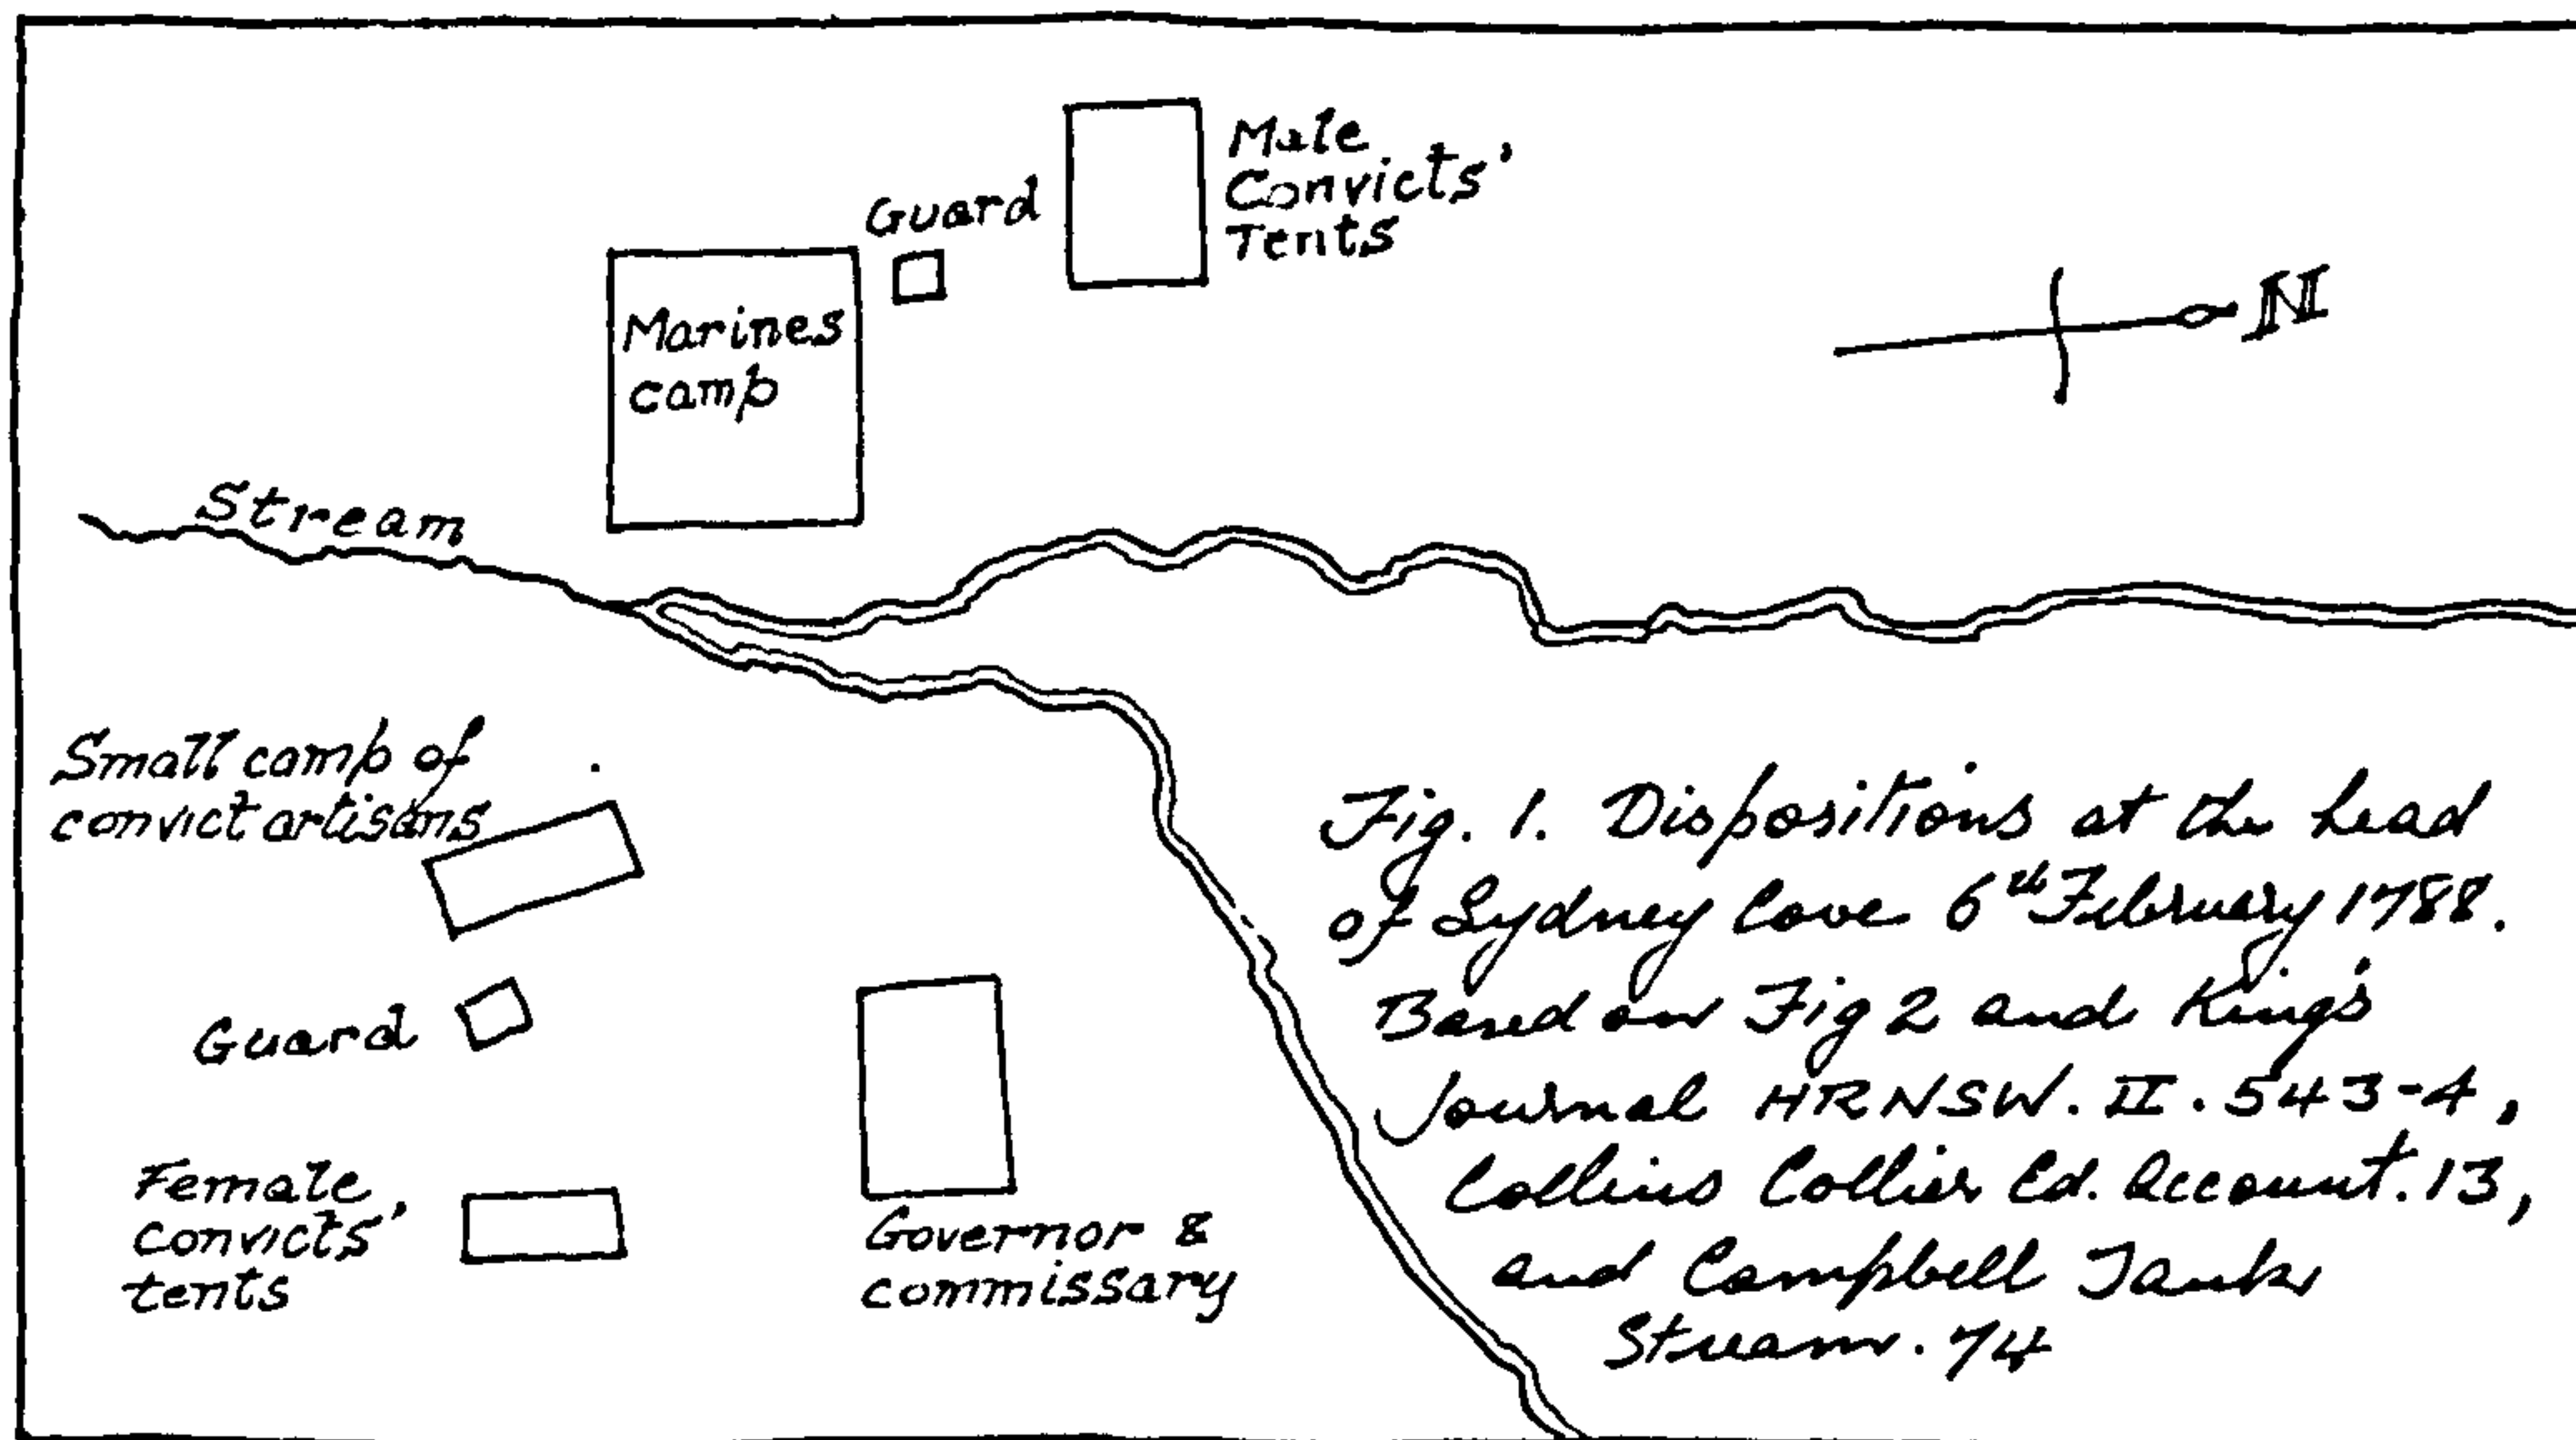 Male
Convicts'
Tents
Guard
N
Marines
camp
Stream
Small camp of
convict artisans
Guard
Female
convicts'
tents
Governor &
commissary
Fig. 1. Dispositions at the head
of Sydney Cove 6th February 1788.
Based on Fig 2 and King's
Journal HRNSW. II. 543-4,
Collins Collier Ed. Account. 13,
and Campbell Tank
Stream. 74